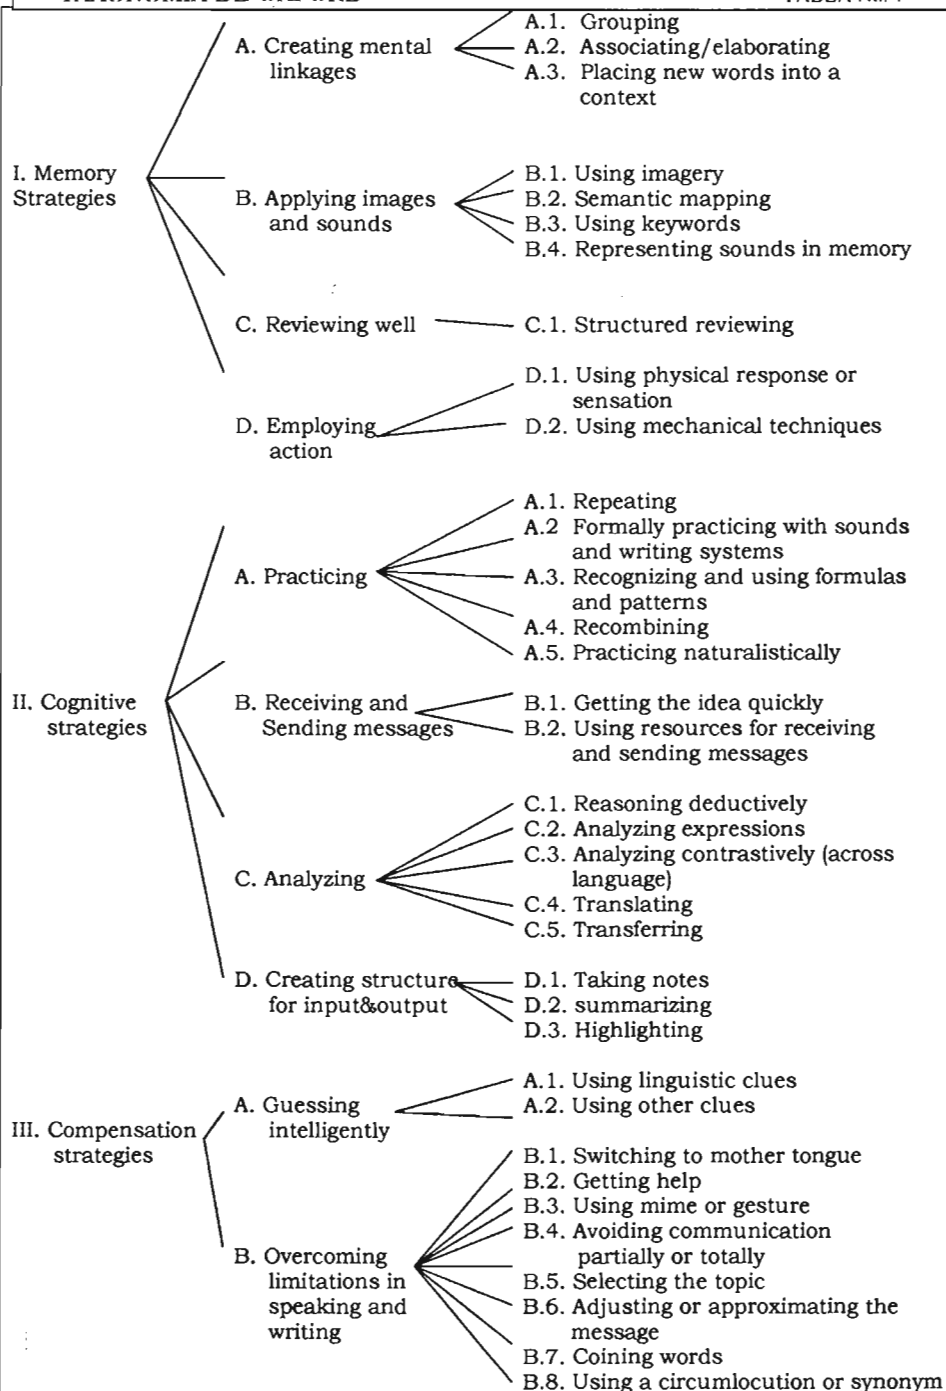 A. Creating mental
linkages
A.1. Grouping
A.2. Associating/elaborating
A.3. Placing new words into a
context
I. Memory
Strategies
B. Applying images
and sounds
B.1. Using imagery
B.2. Semantic mapping
B.3. Using keywords
B.4. Representing sounds in memory
C. Reviewing well
C.1. Structured reviewing
D. Employing
action
D.1. Using physical response or
sensation
D.2. Using mechanical techniques
A. Practicing
A.1. Repeating
A.2 Formally practicing with sounds
and writing systems
A.3. Recognizing and using formulas
and patterns
A.4. Recombining
A.5. Practicing naturalistically
II. Cognitive
strategies
B. Receiving and
Sending messages
B.1. Getting the idea quickly
B.2. Using resources for receiving
and sending messages
C. Analyzing
C.1. Reasoning deductively
C.2. Analyzing expressions
C.3. Analyzing contrastively (across
language)
C.4. Translating
C.5. Transferring
D. Creating structure
for input&output
D.1. Taking notes
D.2. summarizing
D.3. Highlighting
III. Compensation
strategies
A. Guessing
intelligently
A.1. Using linguistic clues
A.2. Using other clues
B. Overcoming
limitations in
speaking and
writing
B.1. Switching to mother tongue
B.2. Getting help
B.3. Using mime or gesture
B.4. Avoiding communication
partially or totally
B.5. Selecting the topic
B.6. Adjusting or approximating the
message
B.7. Coining words
B.8. Using a circumlocution or synonym